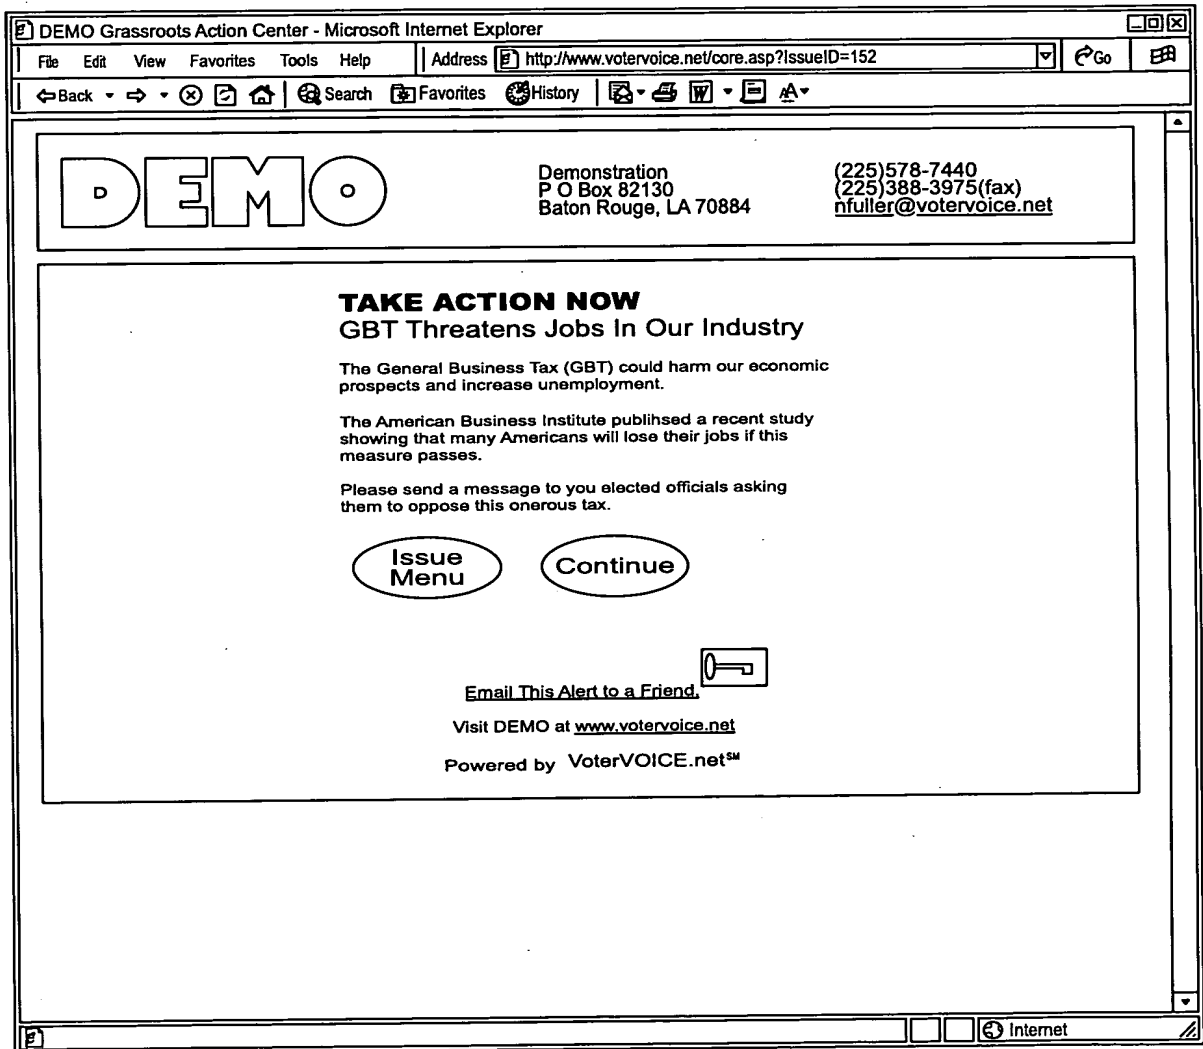 DEMO Grassroots Action Center - Microsoft Internet Explorer
File Edit View Favorites Tools Help Address http://www.votervoice.net/core.asp?IssueID=152 Go
Back Search Favorites History
DEMO
Demonstration
P O Box 82130
Baton Rouge, LA 70884
(225)578-7440
(225)388-3975(fax)
nfuller@votervoice.net
TAKE ACTION NOW
GBT Threatens Jobs In Our Industry
The General Business Tax (GBT) could harm our economic
prospects and increase unemployment.
The American Business Institute publihsed a recent study
showing that many Americans will lose their jobs if this
measure passes.
Please send a message to you elected officials asking
them to oppose this onerous tax.
Issue
Menu
Continue
Email This Alert to a Friend.
Visit DEMO at www.votervoice.net
Powered by VoterVOICE.net℠
Internet